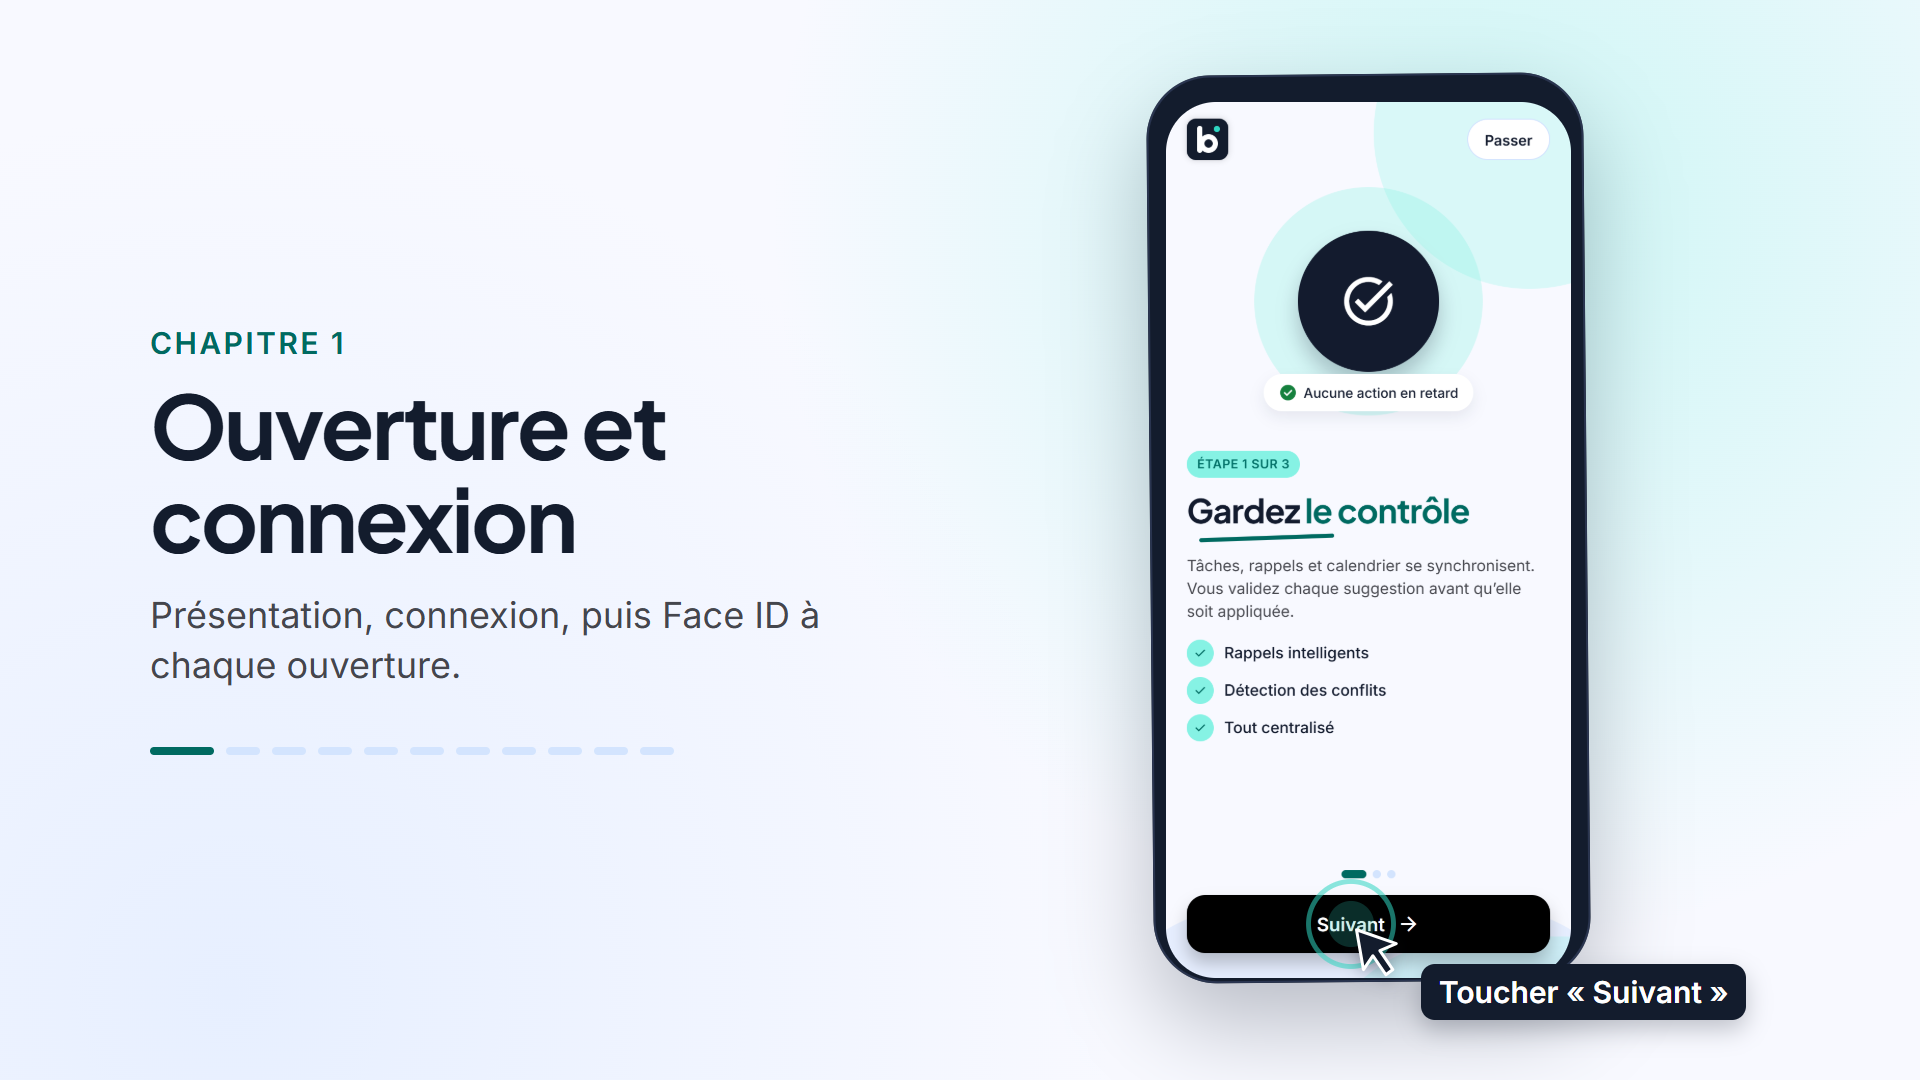 CHAPITRE 1
Ouverture et
connexion
Présentation, connexion, puis Face ID à
chaque ouverture.
b
Passer
Aucune action en retard
ÉTAPE 1 SUR 3
Gardez le contrôle
Tâches, rappels et calendrier se synchronisent.
Vous validez chaque suggestion avant qu’elle
soit appliquée.
Rappels intelligents
Détection des conflits
Tout centralisé
Suivant →
Toucher « Suivant »